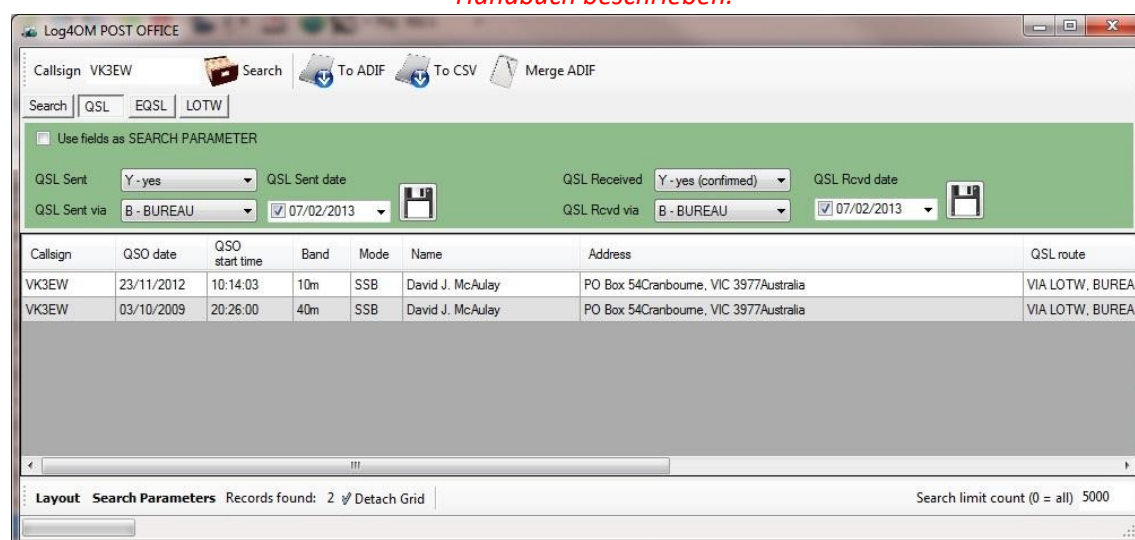 Handbuch beschrieben.
Log4OM POST OFFICE
Callsign VK3EW Search To ADIF To CSV Merge ADIF
Search QSL EQSL LOTW
Use fields as SEARCH PARAMETER
QSL Sent Y - yes QSL Sent date QSL Received Y - yes (confirmed) QSL Rcvd date
QSL Sent via B - BUREAU 07/02/2013 QSL Rcvd via B - BUREAU 07/02/2013
Callsign QSO date QSO start time Band Mode Name Address QSL route
VK3EW 23/11/2012 10:14:03 10m SSB David J. McAulay PO Box 54Cranbourne, VIC 3977Australia VIA LOTW, BUREA
VK3EW 03/10/2009 20:26:00 40m SSB David J. McAulay PO Box 54Cranbourne, VIC 3977Australia VIA LOTW, BUREA
Layout Search Parameters Records found: 2 Detach Grid Search limit count (0 = all) 5000